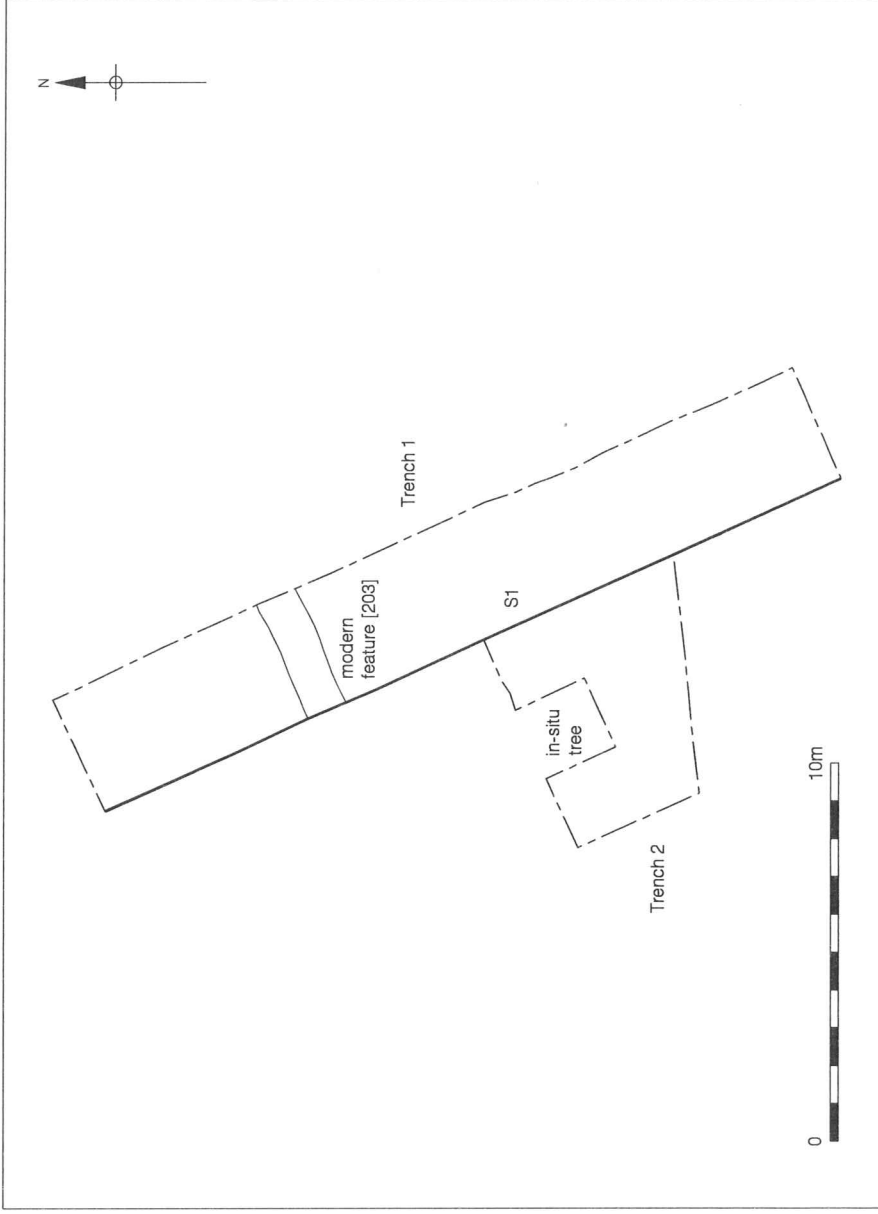 N
Trench 1
modern
feature [203]
S1
in-situ
tree
Trench 2
0
10m